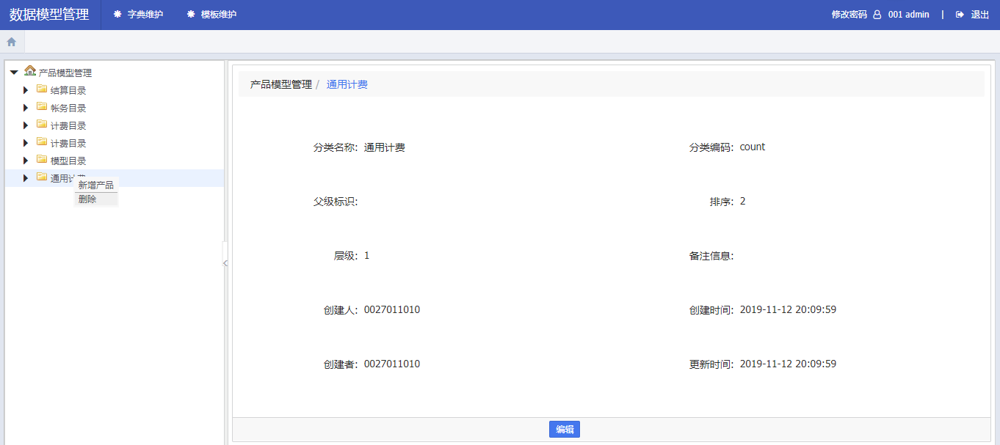 数据模型管理 字典维护 模板维护 修改密码 001 admin | 退出
产品模型管理
结算目录
帐务目录
计费目录
计费目录
模型目录
通用计费
新增产品
删除
产品模型管理 / 通用计费
分类名称: 通用计费 分类编码: count
父级标识: 排序: 2
层级: 1 备注信息:
创建人: 0027011010 创建时间: 2019-11-12 20:09:59
创建者: 0027011010 更新时间: 2019-11-12 20:09:59
编辑